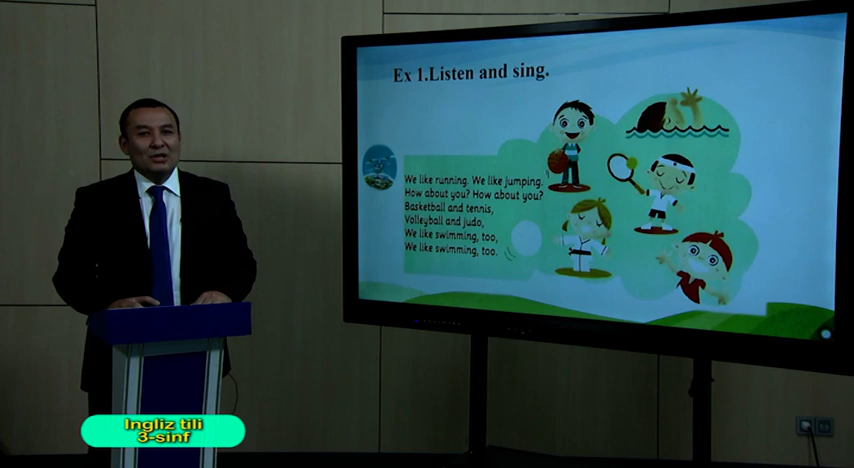 Ex 1.Listen and sing.
We like running. We like jumping.
How about you? How about you?
Basketball and tennis,
Volleyball and judo,
We like swimming, too,
We like swimming, too.
Ingliz tili
3-sinf